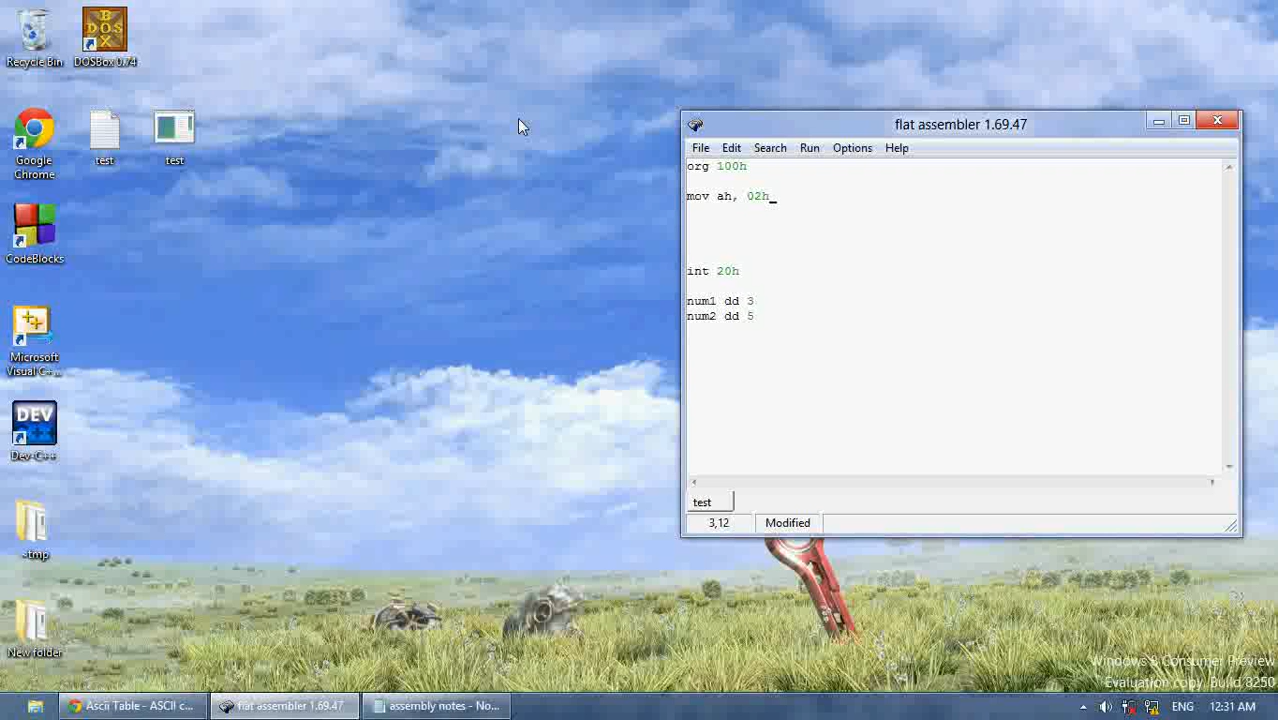 Recycle Bin
DOSBox 0.74
Google
Chrome
test
test
CodeBlocks
Microsoft
Visual C++...
Dev-C++
~tmp
New folder
flat assembler 1.69.47
File Edit Search Run Options Help
org 100h
mov ah, 02h
int 20h
num1 dd 3
num2 dd 5
test
3,12 Modified
Windows 8 Consumer Preview
Evaluation copy. Build 8250
Ascii Table - ASCII c...
flat assembler 1.69.47
assembly notes - No...
ENG
12:31 AM